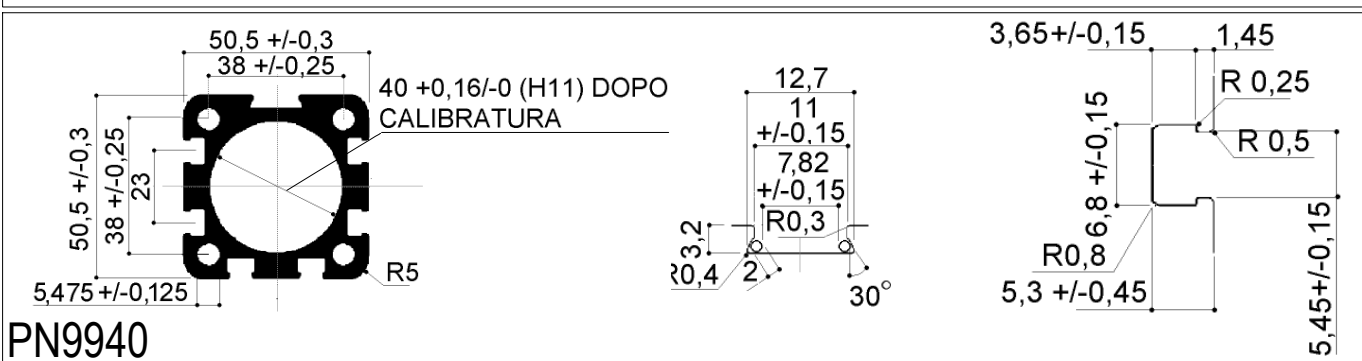 50,5 +/-0,3
38 +/-0,25
40 +0,16/-0 (H11) DOPO
CALIBRATURA
50,5 +/-0,3
38 +/-0,25
23
R5
5,475 +/-0,125
PN9940
12,7
11
+/-0,15
7,82
+/-0,15
R0,3
3,2
R0,4
2
30°
3,65+/-0,15
1,45
R 0,25
R 0,5
6,8 +/-0,15
R0,8
5,3 +/-0,45
5,45+/-0,15